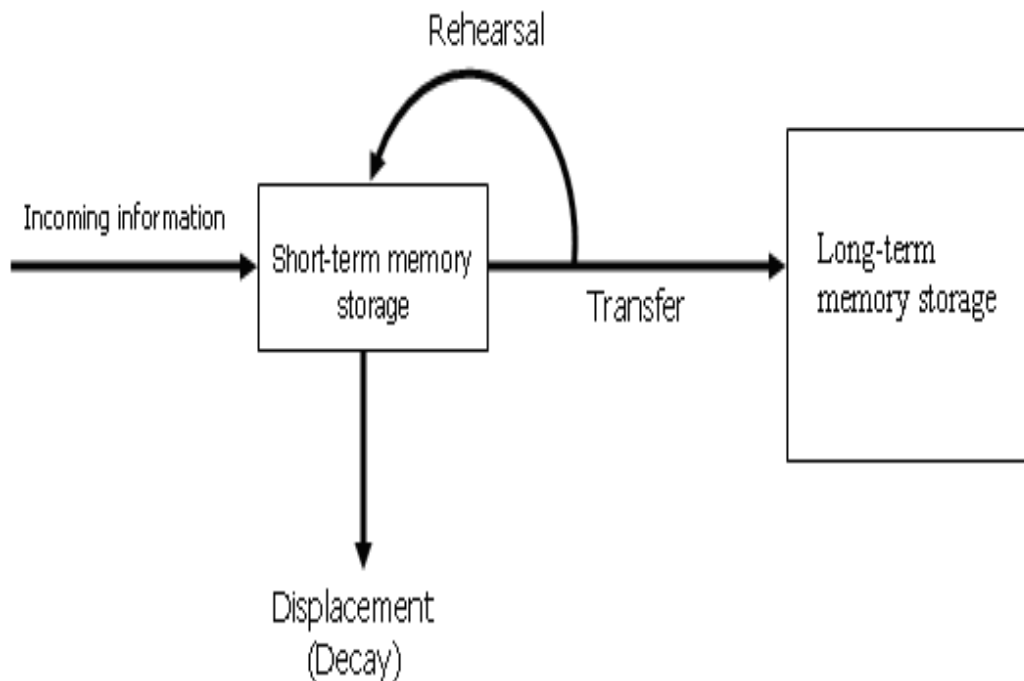 Rehearsal
Incoming information
Short-term memory
storage
Transfer
Long-term
memory storage
Displacement
(Decay)